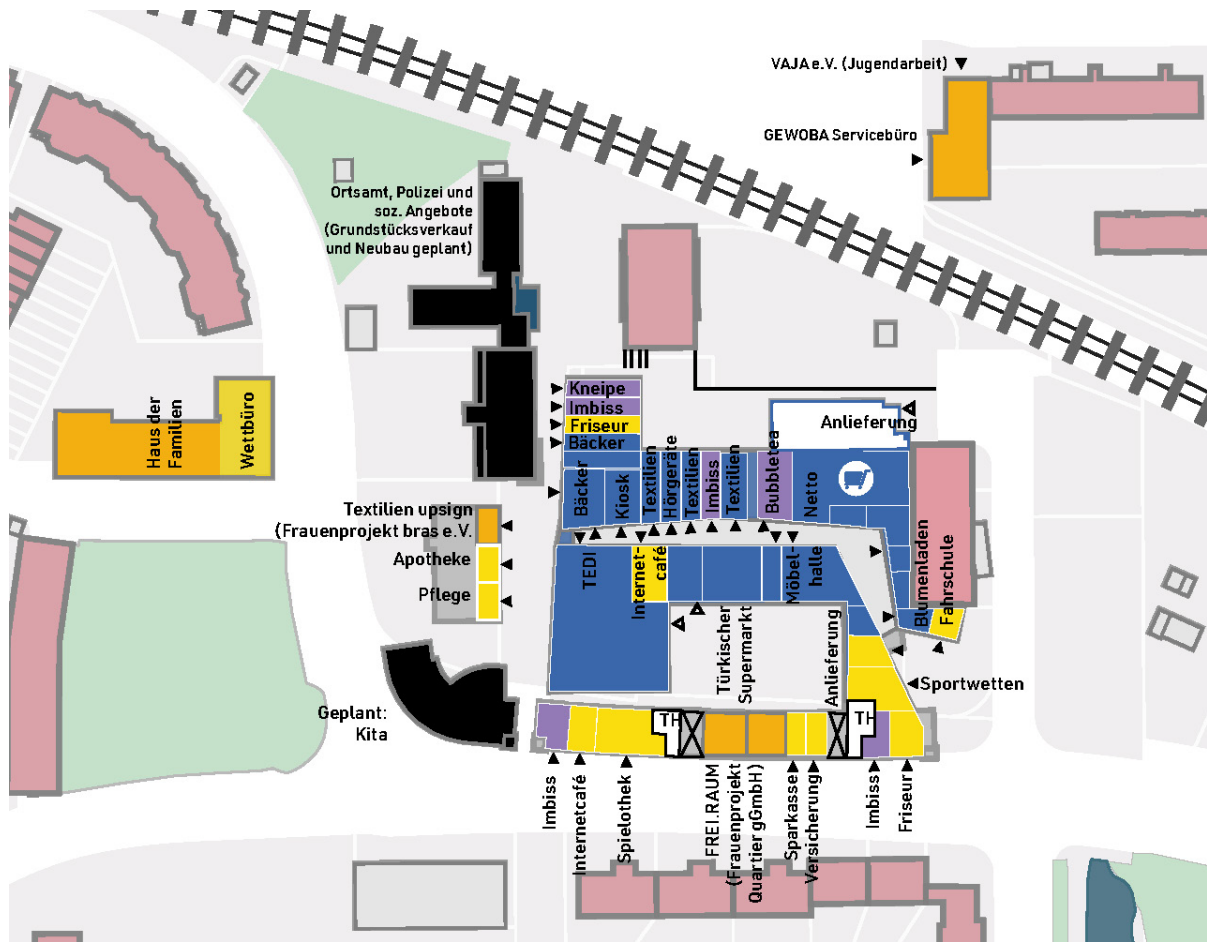 VAJA e.V. (Jugendarbeit)
GEWOBA Servicebüro
Ortsamt, Polizei und
soz. Angebote
(Grundstücksverkauf
und Neubau geplant)
Kneipe
Imbiss
Friseur
Bäcker
Anlieferung
Haus der
Familien
Wettbüro
Bäcker
Kiosk
Textilien
Hörgeräte
Textilien
Imbiss
Textilien
Bubbletea
Netto
Textilien upsign
(Frauenprojekt bras e.V.
Apotheke
Pflege
TEDI
Internet-
café
Möbel-
halle
Blumenladen
Fahrschule
Türkischer
Supermarkt
Anlieferung
Sportwetten
Geplant:
Kita
TH
TH
Imbiss
Internetcafé
Spielothek
FREI.RAUM
(Frauenprojekt
Quartier gGmbH)
Sparkasse
Versicherung
Imbiss
Friseur